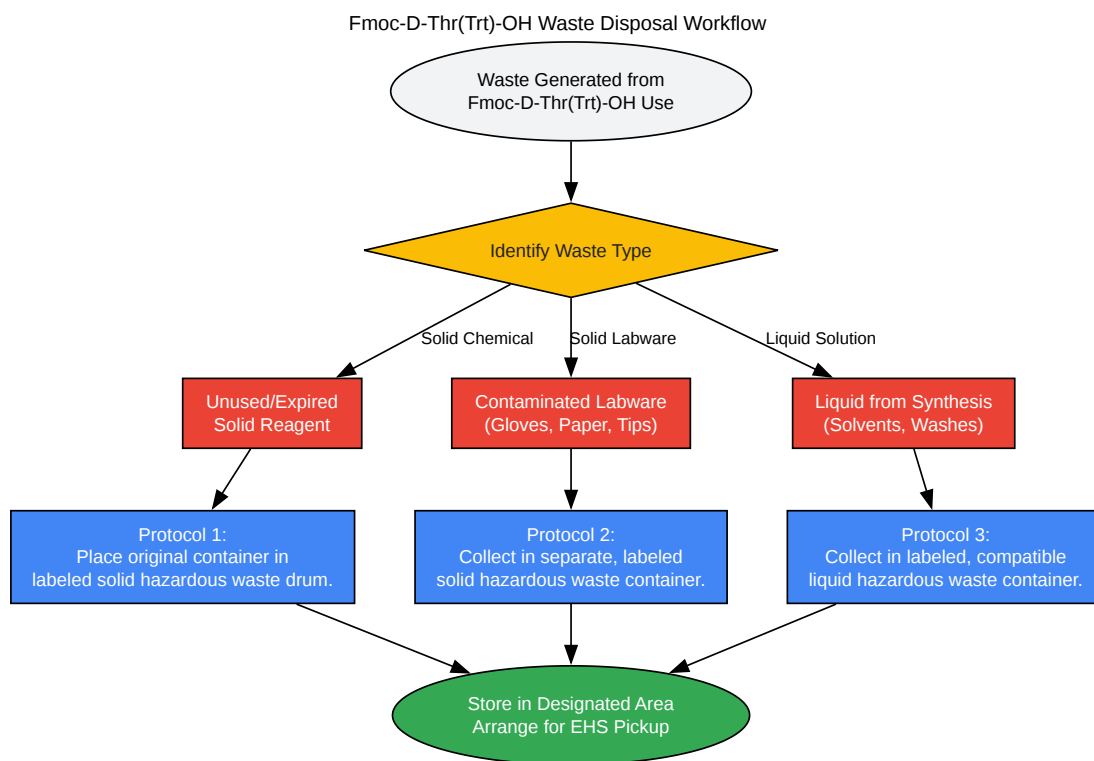 Fmoc-D-Thr(Trt)-OH Waste Disposal Workflow
Waste Generated from
Fmoc-D-Thr(Trt)-OH Use
Identify Waste Type
Solid Chemical
Solid Labware
Liquid Solution
Unused/Expired
Solid Reagent
Contaminated Labware
(Gloves, Paper, Tips)
Liquid from Synthesis
(Solvents, Washes)
Protocol 1:
Place original container in
labeled solid hazardous waste drum.
Protocol 2:
Collect in separate, labeled
solid hazardous waste container.
Protocol 3:
Collect in labeled, compatible
liquid hazardous waste container.
Store in Designated Area
Arrange for EHS Pickup